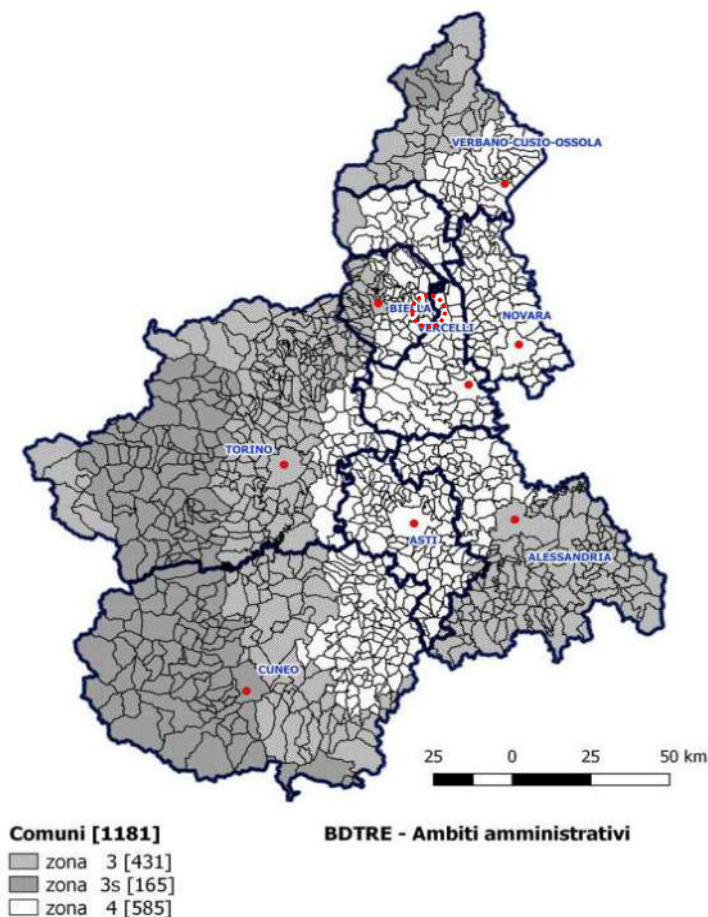 VERBANO-CUSIO-OSSOLA
BIELLA
NOVARA
VERCELLI
TORINO
ASTI
ALESSANDRIA
CUNEO
25 0 25 50 km
Comuni [1181]
BDTRE - Ambiti amministrativi
zona 3 [431]
zona 3s [165]
zona 4 [585]